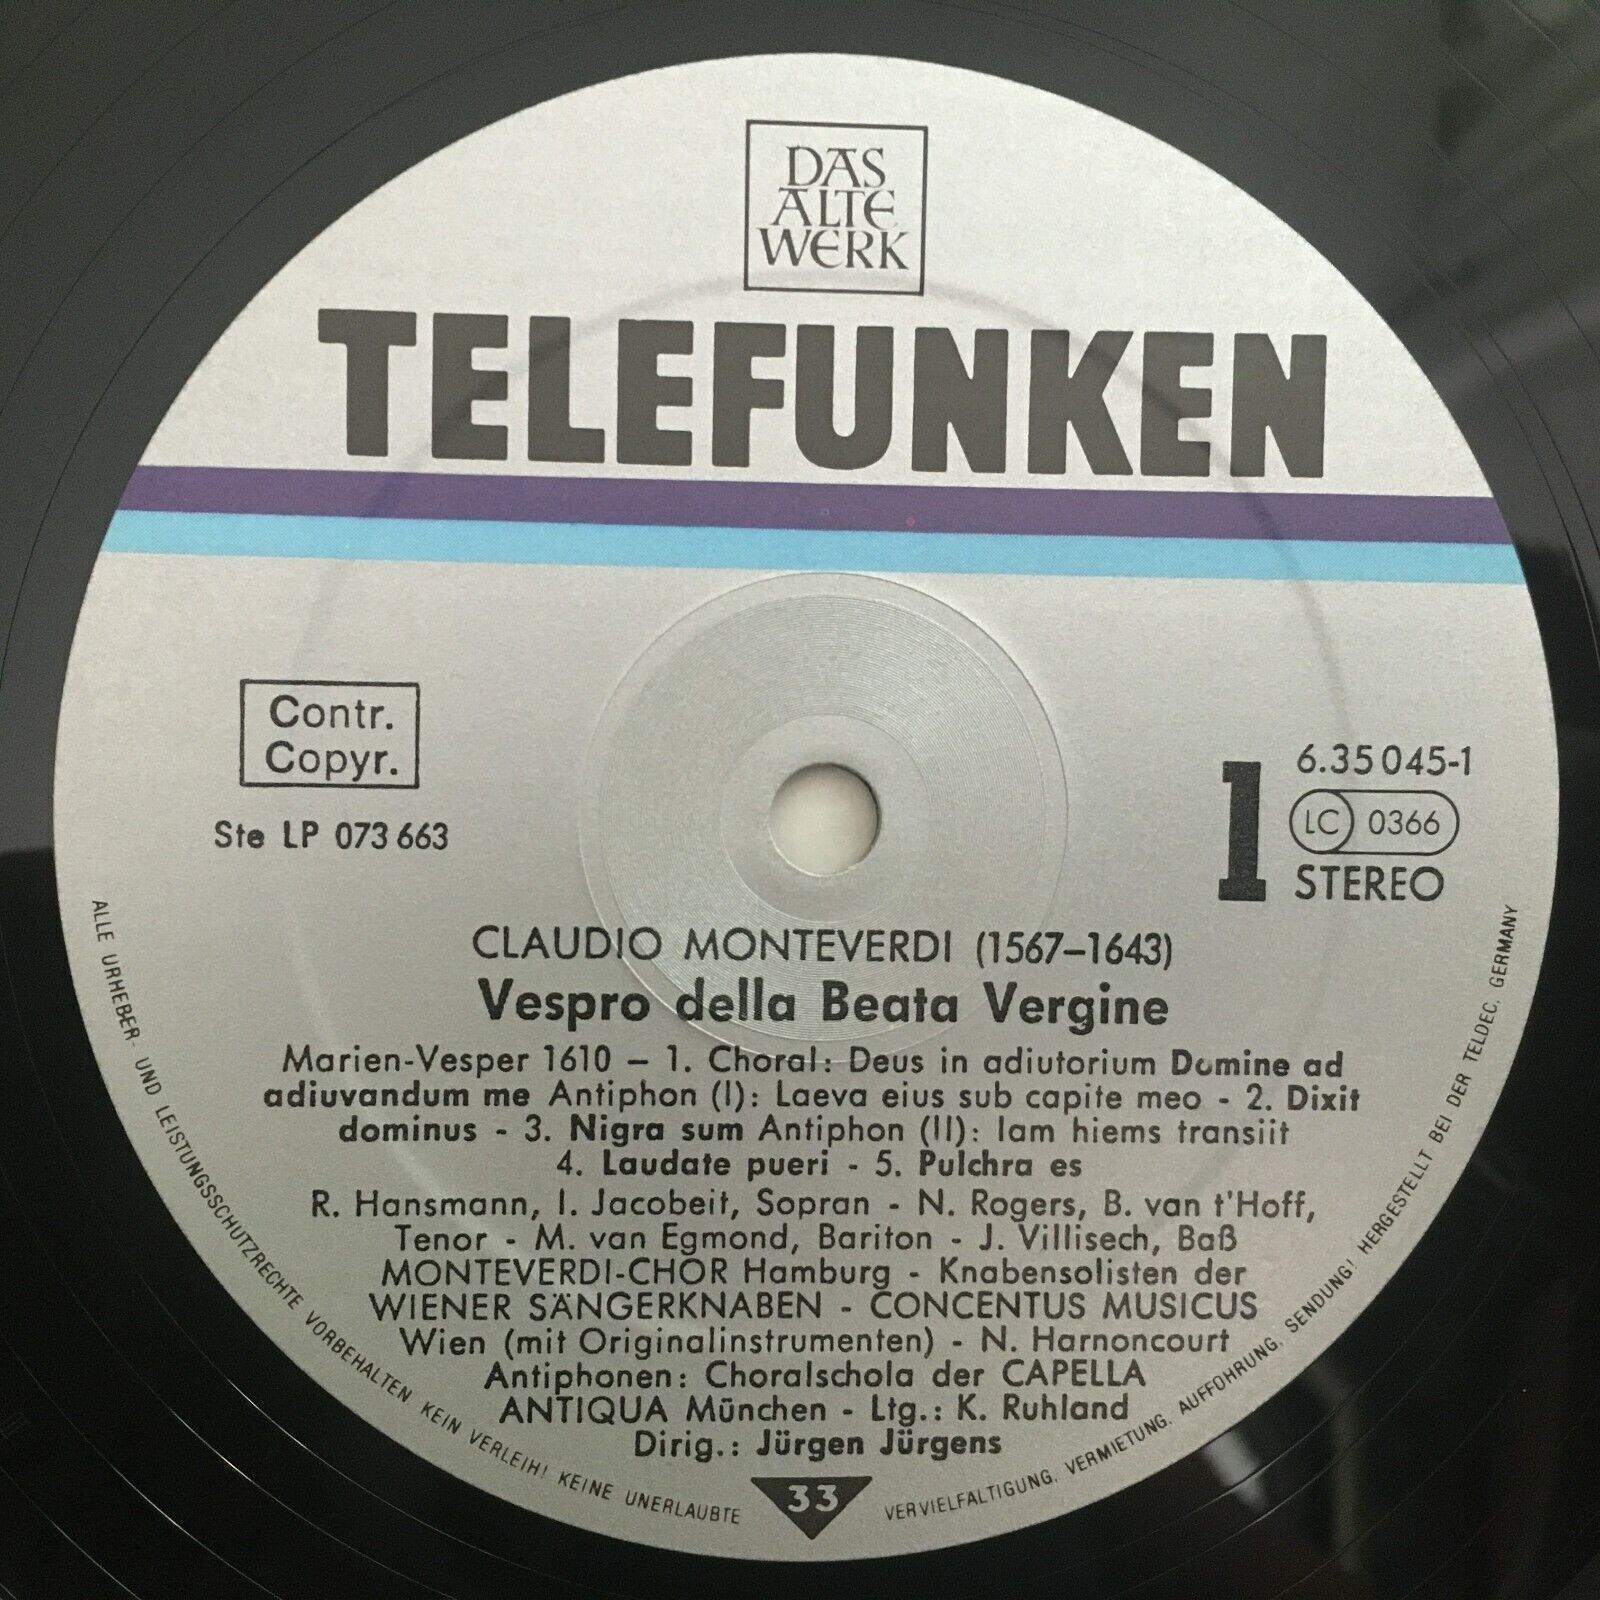 DAS
ALTE
WERK
TELEFUNKEN
Contr.
Copyr.
Ste LP 073 663
1
6.35 045-1
LC 0366
STEREO
CLAUDIO MONTEVERDI (1567–1643)
Vespro della Beata Vergine
Marien-Vesper 1610 – 1. Choral: Deus in adiutorium Domine ad
adiuvandum me Antiphon (I): Laeva eius sub capite meo - 2. Dixit
dominus - 3. Nigra sum Antiphon (II): Iam hiems transiit
4. Laudate pueri - 5. Pulchra es
R. Hansmann, I. Jacobeit, Sopran - N. Rogers, B. van t'Hoff,
Tenor - M. van Egmond, Bariton - J. Villisech, Baß
MONTEVERDI-CHOR Hamburg - Knabensolisten der
WIENER SÄNGERKNABEN - CONCENTUS MUSICUS
Wien (mit Originalinstrumenten) - N. Harnoncourt
Antiphonen: Choralschola der CAPELLA
ANTIQUA München - Ltg.: K. Ruhland
Dirig.: Jürgen Jürgens
33
ALLE URHEBER- UND LEISTUNGSSCHUTZRECHTE VORBEHALTEN KEIN VERLEIH! KEINE UNERLAUBTE VERVIELFÄLTIGUNG, VERMIETUNG, AUFFÜHRUNG, SENDUNG! HERGESTELLT BEI DER TELDEC, GERMANY